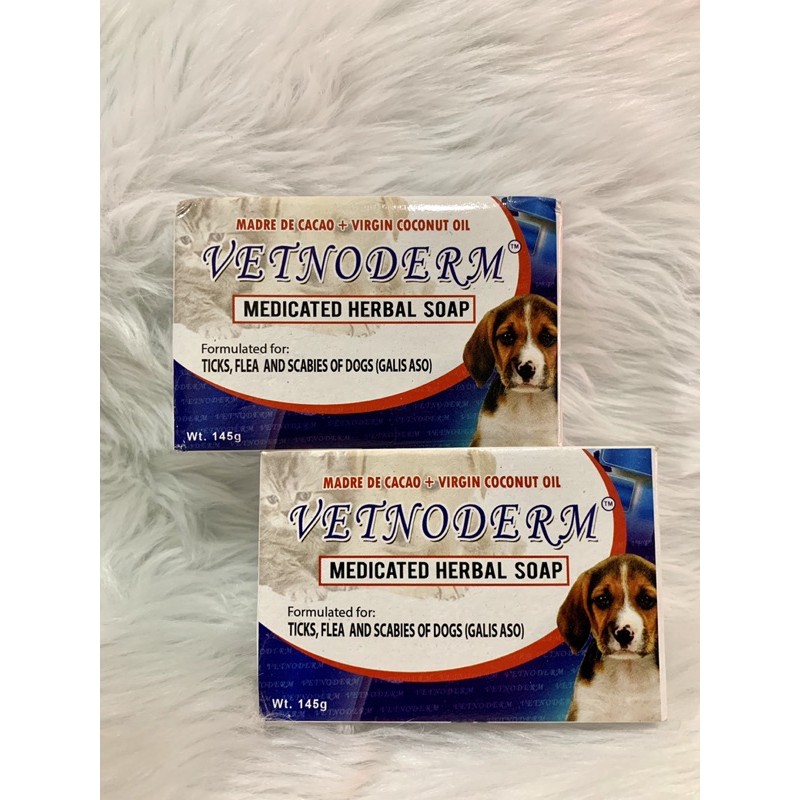 MADRE DE CACAO + VIRGIN COCONUT OIL
VETNODERM™
MEDICATED HERBAL SOAP
Formulated for:
TICKS, FLEA AND SCABIES OF DOGS (GALIS ASO)
Wt. 145g
MADRE DE CACAO + VIRGIN COCONUT OIL
VETNODERM™
MEDICATED HERBAL SOAP
Formulated for:
TICKS, FLEA AND SCABIES OF DOGS (GALIS ASO)
Wt. 145g